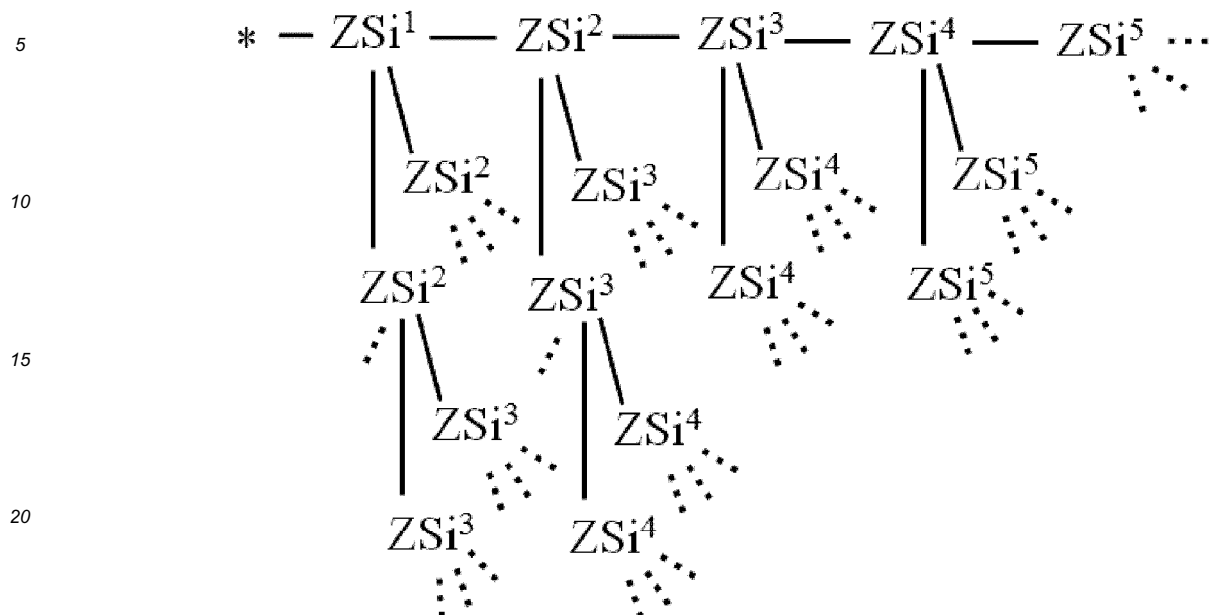 5 * ZSi¹ ZSi² ZSi³ ZSi⁴ ZSi⁵ ...
ZSi² ZSi³ ZSi⁴ ZSi⁵
10
ZSi² ZSi³ ZSi⁴ ZSi⁵
15
ZSi³ ZSi⁴
20
ZSi³ ZSi⁴